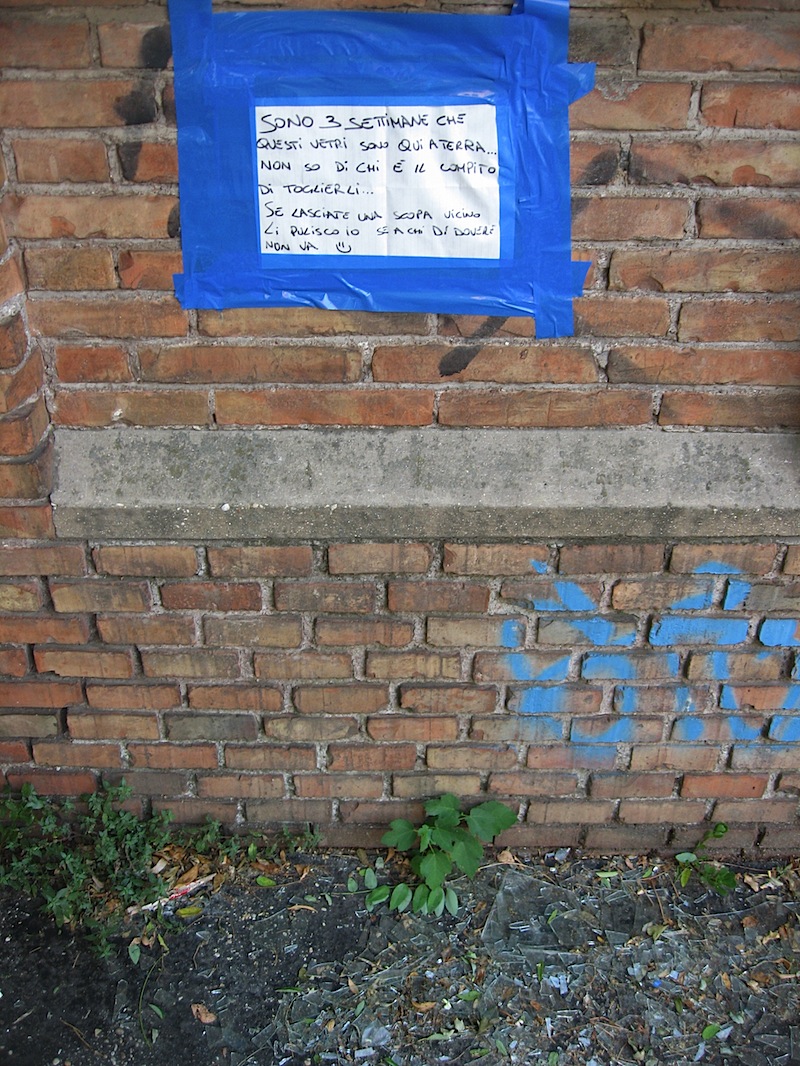 SONO 3 SETTIMANE CHE
QUESTI VETRI SONO QUI A TERRA...
NON SO DI CHI È IL COMPITO
DI TOGLIERLI...
SE LASCIATE UNA SCOPA VICINO
LI PULISCO IO SE A CHI DI DOVERE
NON VA